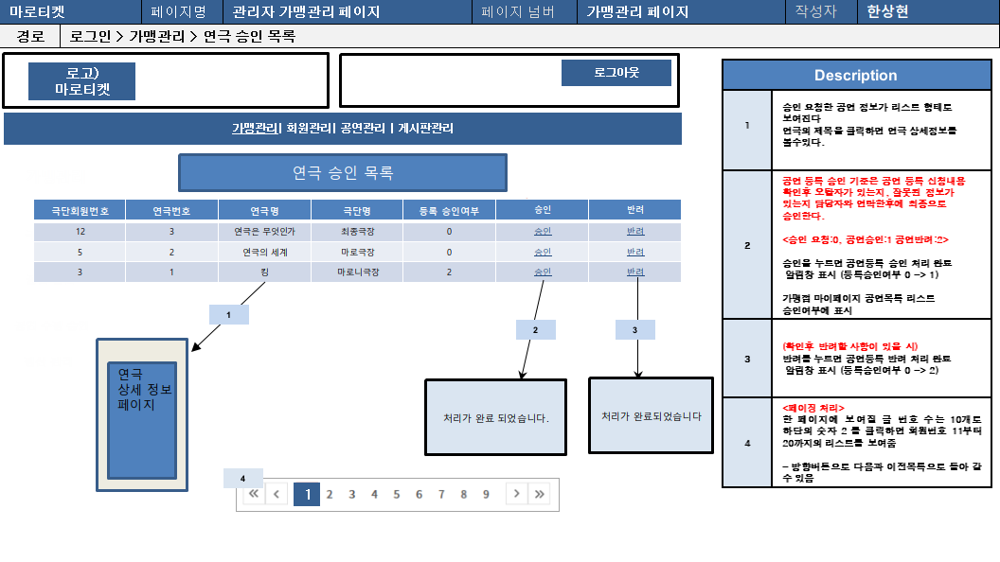 마로티켓 페이지명 관리자 가맹관리 페이지 페이지 넘버 가맹관리 페이지 작성자 한상현
경로 로그인 > 가맹관리 > 연극 승인 목록
로고)
마로티켓
로그아웃
가맹관리| 회원관리| 공연관리 | 게시판관리
연극 승인 목록
극단회원번호 연극번호 연극명 극단명 등록 승인여부 승인 반려
12 3 연극은 무엇인가 최종극장 0 승인 반려
5 2 연극의 세계 마로극장 0 승인 반려
3 1 킹 마로니극장 2 승인 반려
1
2
3
연극
상세 정보
페이지
처리가 완료 되었습니다.
처리가 완료되었습니다
4
« < 1 2 3 4 5 6 7 8 9 > »
Description
1
승인 요청한 공연 정보가 리스트 형태로
보여진다
연극의 제목을 클릭하면 연극 상세정보를
볼수있다.
2
공연 등록 승인 기준은 공연 등록 신청내용
확인후 오탈자가 있는지, 잘못된 정보가
있는지 담당자와 연락한후에 최종으로
승인한다.
<승인 요청:0, 공연승인:1 공연반려:2>
승인을 누르면 공연등록 승인 처리 완료
알림창 표시 (등록승인여부 0 -> 1)
가맹점 마이페이지 공연목록 리스트
승인여부에 표시
3
(확인후 반려할 사항이 있을 시)
반려를 누르면 공연등록 반려 처리 완료
알림창 표시 (등록승인여부 0 -> 2)
4
<페이징 처리>
한 페이지에 보여질 글 번호 수는 10개로
하단의 숫자 2 를 클릭하면 회원번호 11부터
20까지의 리스트를 보여줌
- 방향버튼으로 다음과 이전목록으로 돌아 갈
수 있음